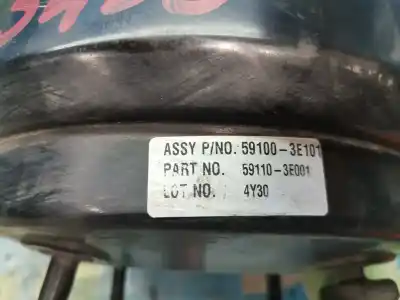 ASSY P/NO. 59100-3E101
PART NO. 59110-3E001
LOT NO. 4Y30